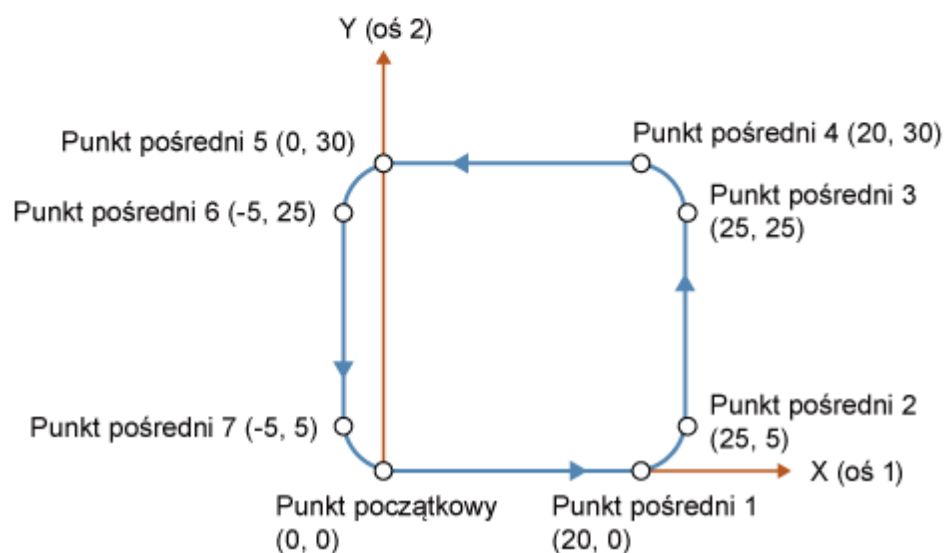 Y (oś 2)
Punkt pośredni 5 (0, 30)
Punkt pośredni 4 (20, 30)
Punkt pośredni 6 (-5, 25)
Punkt pośredni 3
(25, 25)
Punkt pośredni 7 (-5, 5)
Punkt pośredni 2
(25, 5)
X (oś 1)
Punkt początkowy
(0, 0)
Punkt pośredni 1
(20, 0)